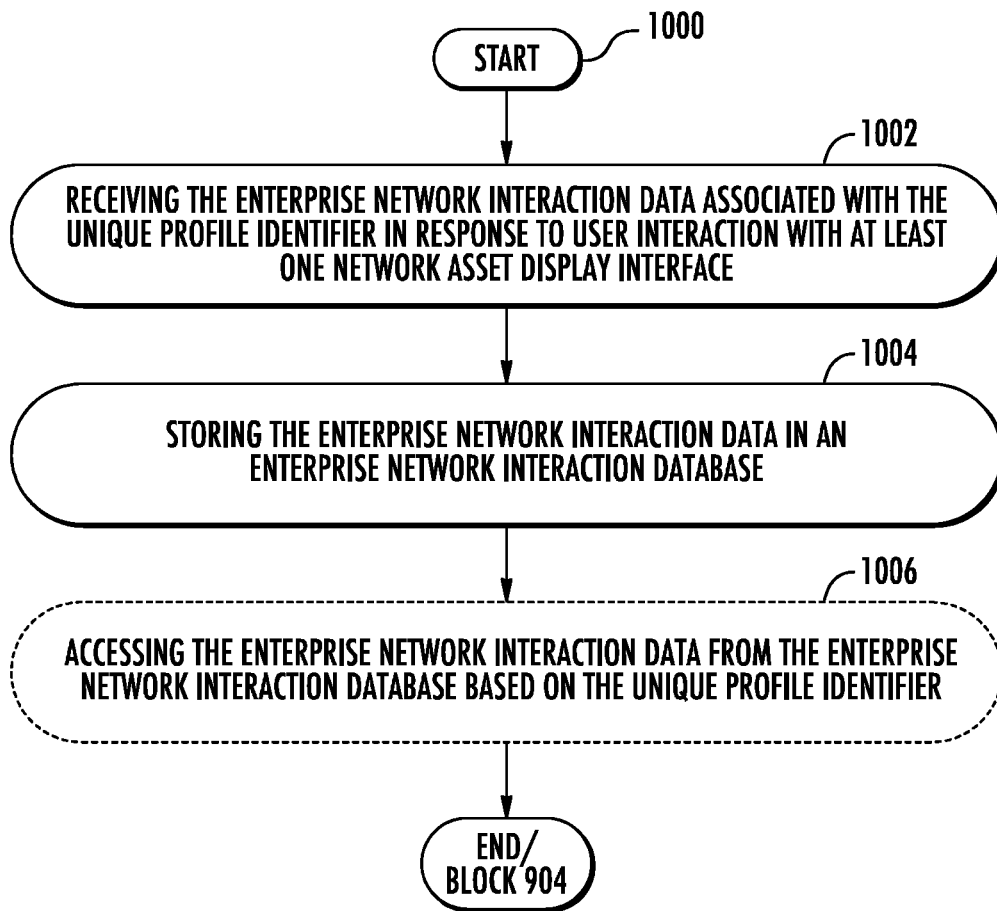 START
1000
1002
RECEIVING THE ENTERPRISE NETWORK INTERACTION DATA ASSOCIATED WITH THE
UNIQUE PROFILE IDENTIFIER IN RESPONSE TO USER INTERACTION WITH AT LEAST
ONE NETWORK ASSET DISPLAY INTERFACE
1004
STORING THE ENTERPRISE NETWORK INTERACTION DATA IN AN
ENTERPRISE NETWORK INTERACTION DATABASE
1006
ACCESSING THE ENTERPRISE NETWORK INTERACTION DATA FROM THE ENTERPRISE
NETWORK INTERACTION DATABASE BASED ON THE UNIQUE PROFILE IDENTIFIER
END/
BLOCK 904